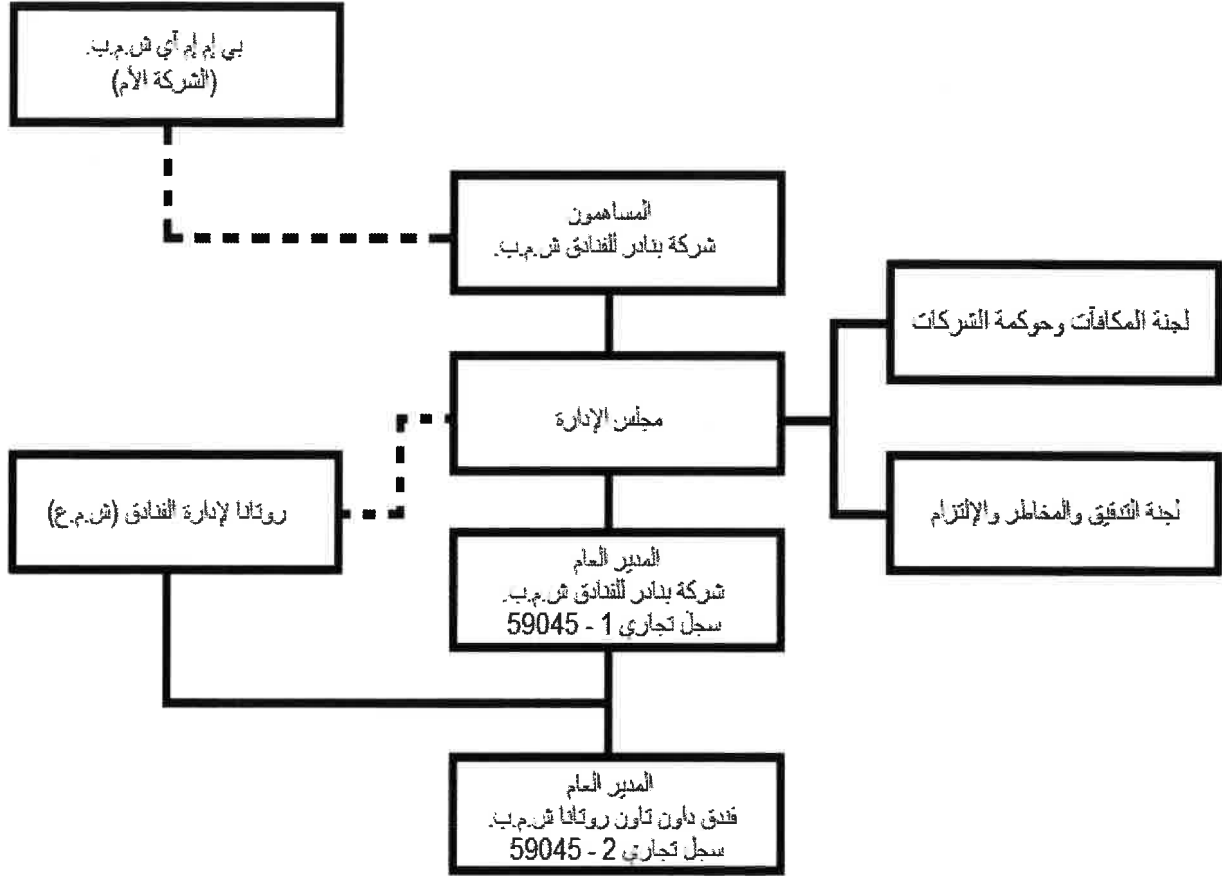 بي إم إم آي ش.م.ب.
(الشركة الأم)
المساهمون
شركة بنادر للفنادق ش.م.ب.
لجنة المكافآت وحوكمة الشركات
مجلس الإدارة
لجنة التدقيق والمخاطر والإلتزام
روتانا لإدارة الفنادق (ش.م.ع)
المدير العام
شركة بنادر للفنادق ش.م.ب.
سجل تجاري 1 - 59045
المدير العام
فندق داون تاون روتانا ش.م.ب.
سجل تجاري 2 - 59045